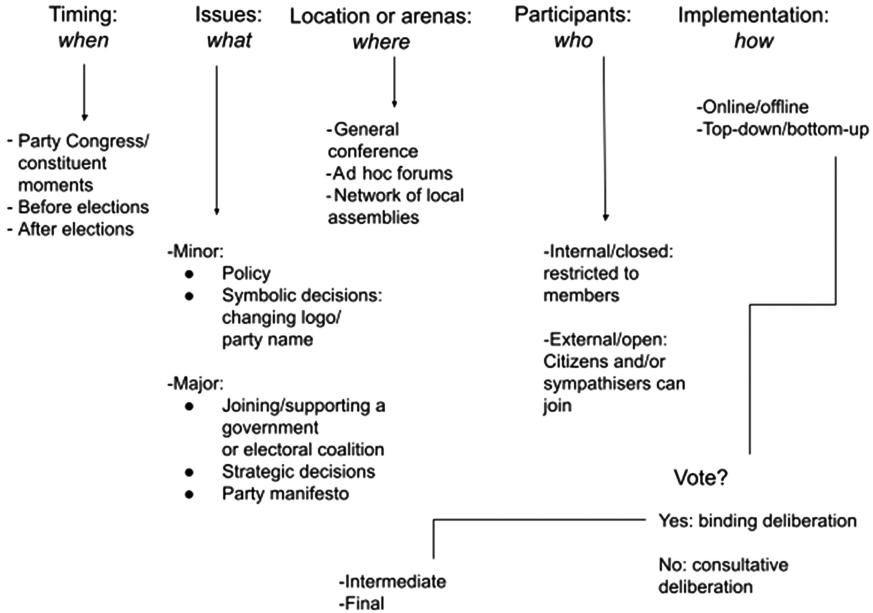 Timing:
when
- Party Congress/
constituent
moments
- Before elections
- After elections
Issues:
what
-Minor:
● Policy
● Symbolic decisions:
changing logo/
party name
-Major:
● Joining/supporting a
government
or electoral coalition
● Strategic decisions
● Party manifesto
Location or arenas:
where
-General
conference
-Ad hoc forums
-Network of local
assemblies
Participants:
who
-Internal/closed:
restricted to
members
-External/open:
Citizens and/or
sympathisers can
join
Implementation:
how
-Online/offline
-Top-down/bottom-up
Vote?
Yes: binding deliberation
No: consultative
deliberation
-Intermediate
-Final